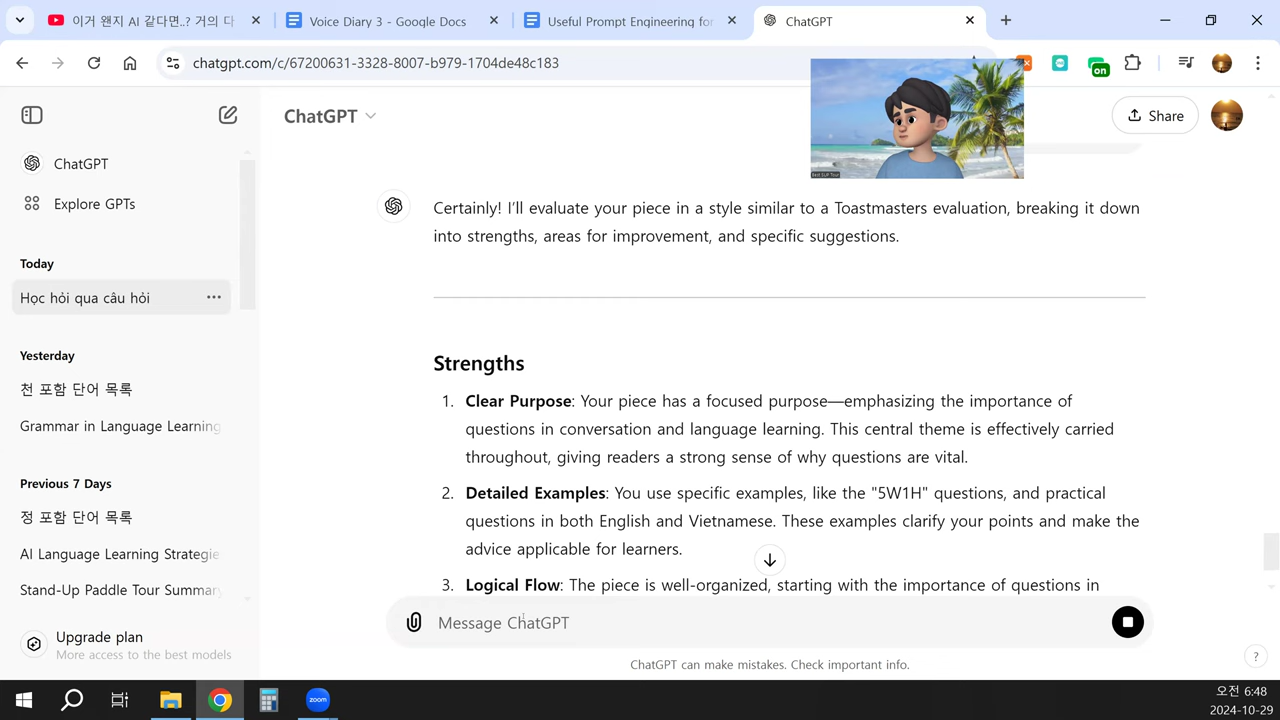 이거 왠지 AI 같다면..? 거의 다
Voice Diary 3 - Google Docs
Useful Prompt Engineering for
ChatGPT
chatgpt.com/c/67200631-3328-8007-b979-1704de48c183
on
ChatGPT
Share
ChatGPT
Explore GPTs
Today
Học hỏi qua câu hỏi
Yesterday
천 포함 단어 목록
Grammar in Language Learning
Previous 7 Days
정 포함 단어 목록
AI Language Learning Strategie
Stand-Up Paddle Tour Summary
Upgrade plan
More access to the best models
Certainly! I'll evaluate your piece in a style similar to a Toastmasters evaluation, breaking it down
into strengths, areas for improvement, and specific suggestions.
Strengths
1. Clear Purpose: Your piece has a focused purpose—emphasizing the importance of
questions in conversation and language learning. This central theme is effectively carried
throughout, giving readers a strong sense of why questions are vital.
2. Detailed Examples: You use specific examples, like the "5W1H" questions, and practical
questions in both English and Vietnamese. These examples clarify your points and make the
advice applicable for learners.
3. Logical Flow: The piece is well-organized, starting with the importance of questions in
Message ChatGPT
ChatGPT can make mistakes. Check important info.
?
zoom
오전 6:48
2024-10-29